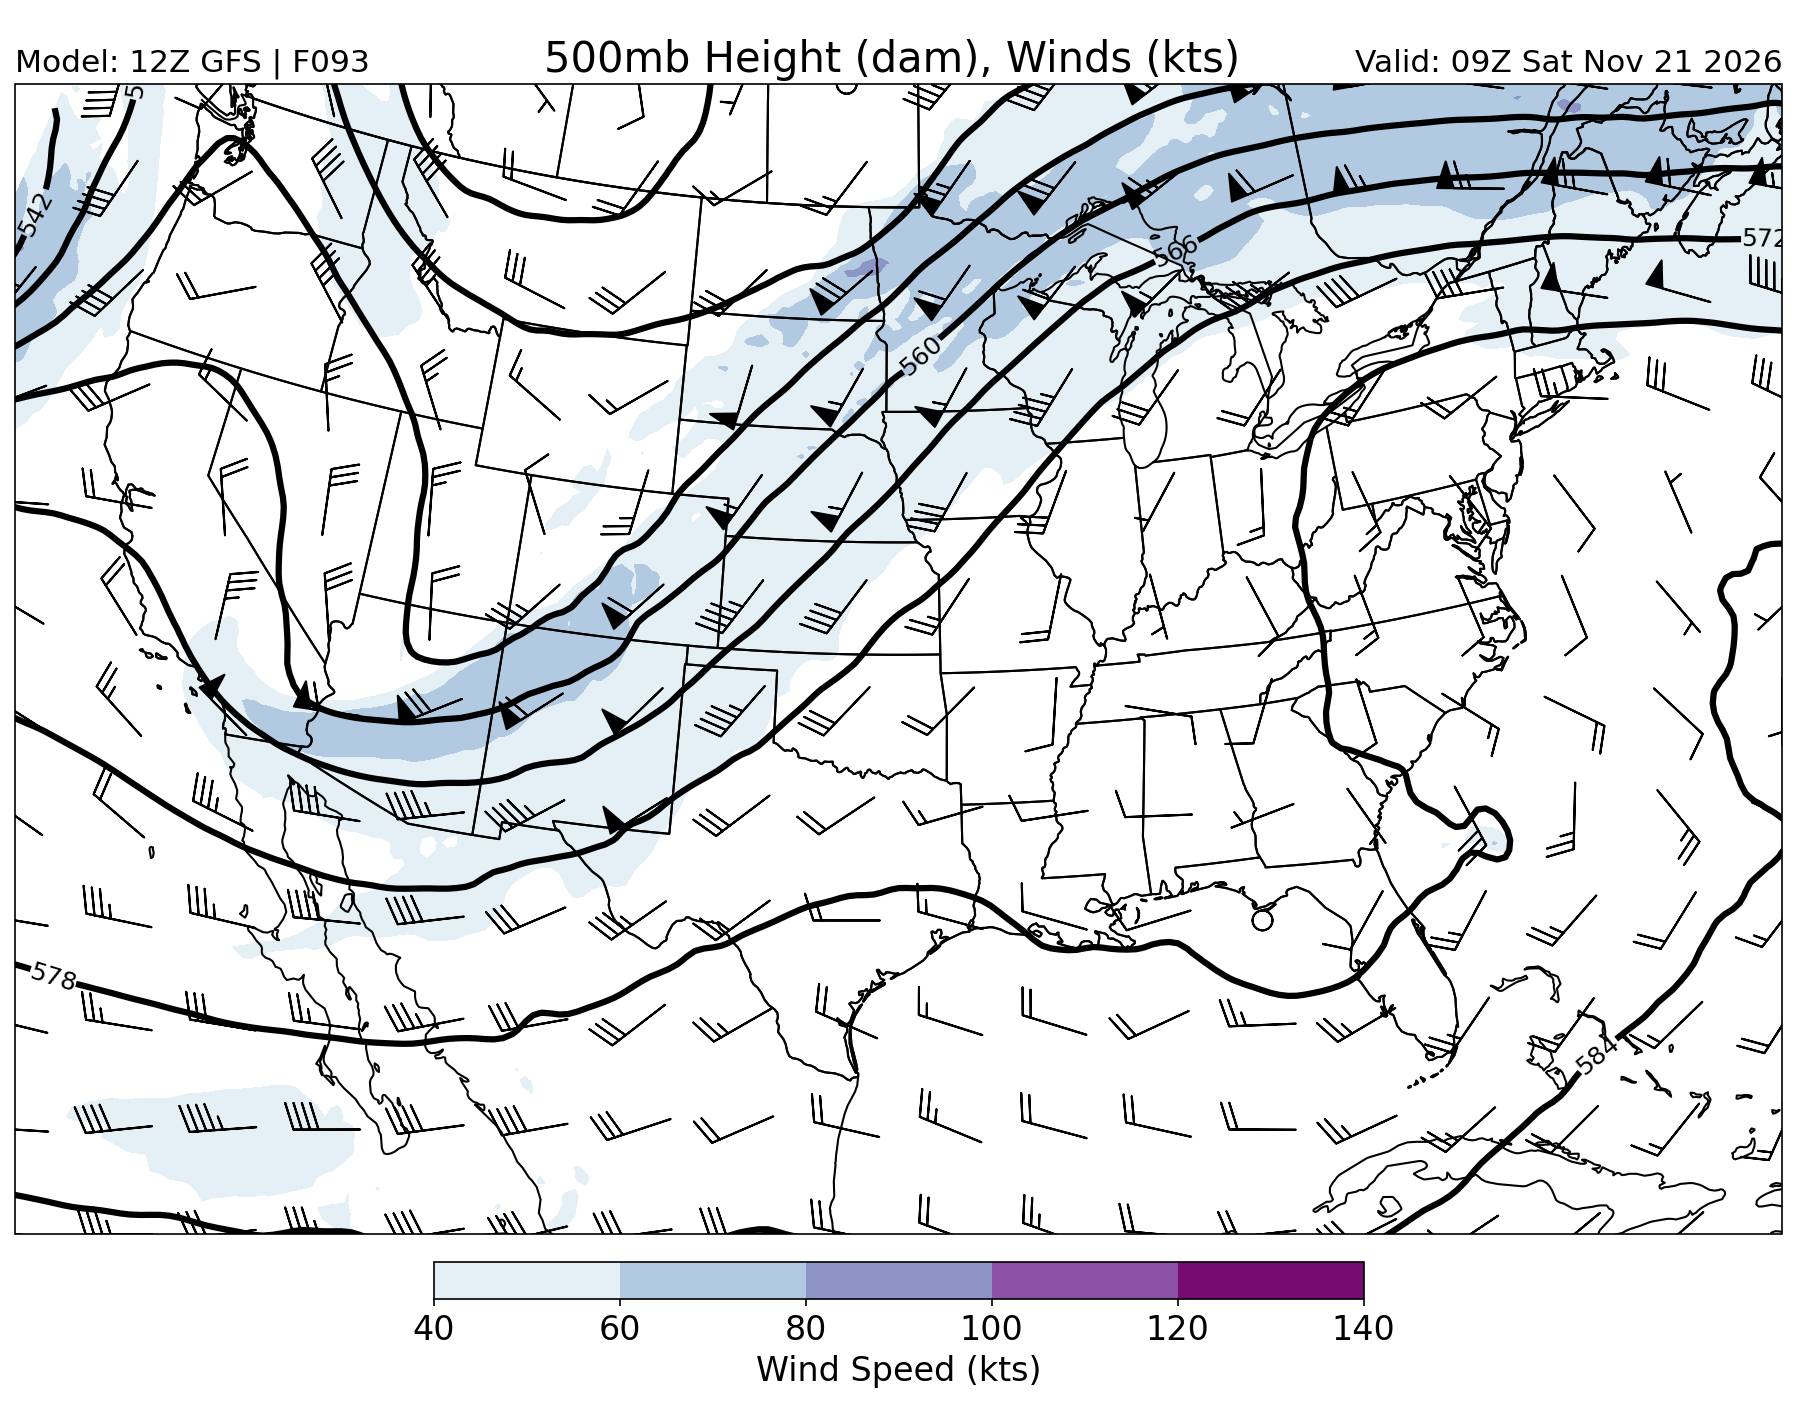 Model: 12Z GFS | F093
500mb Height (dam), Winds (kts)
Valid: 09Z Sat Nov 21 2026
542
566
572
560
578
584
40 60 80 100 120 140
Wind Speed (kts)